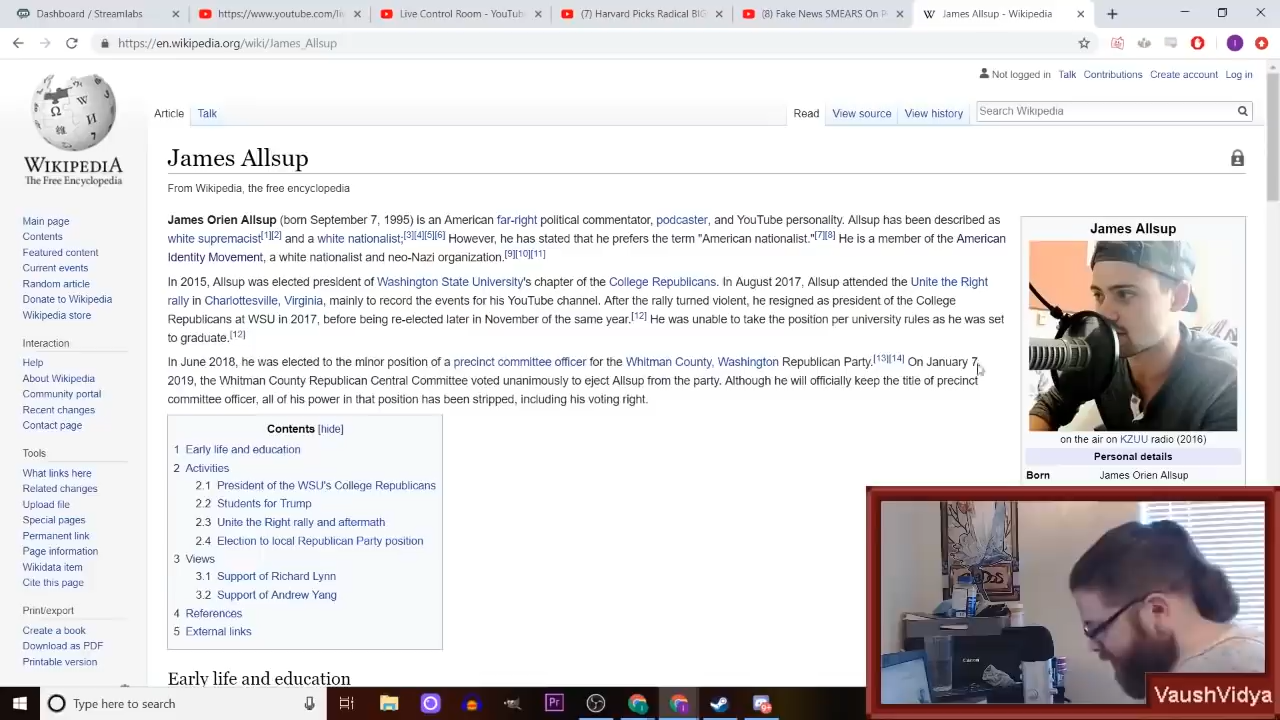 Dashboard / Streamlabs
https://www.youtube.com/li
Live Control Room - YouTub
(7) Harvard Picks Radical BIG
(8) Fake News SMEARS On P
James Allsup - Wikipedia
https://en.wikipedia.org/wiki/James_Allsup
Not logged in Talk Contributions Create account Log in
Article Talk Read View source View history Search Wikipedia
WIKIPEDIA
The Free Encyclopedia
Main page
Contents
Featured content
Current events
Random article
Donate to Wikipedia
Wikipedia store
Interaction
Help
About Wikipedia
Community portal
Recent changes
Contact page
Tools
What links here
Related changes
Upload file
Special pages
Permanent link
Page information
Wikidata item
Cite this page
Print/export
Create a book
Download as PDF
Printable version
James Allsup
From Wikipedia, the free encyclopedia
James Orien Allsup (born September 7, 1995) is an American far-right political commentator, podcaster, and YouTube personality. Allsup has been described as
white supremacist[1][2] and a white nationalist;[3][4][5][6] However, he has stated that he prefers the term "American nationalist."[7][8] He is a member of the American
Identity Movement, a white nationalist and neo-Nazi organization.[9][10][11]
In 2015, Allsup was elected president of Washington State University's chapter of the College Republicans. In August 2017, Allsup attended the Unite the Right
rally in Charlottesville, Virginia, mainly to record the events for his YouTube channel. After the rally turned violent, he resigned as president of the College
Republicans at WSU in 2017, before being re-elected later in November of the same year.[12] He was unable to take the position per university rules as he was set
to graduate.[12]
In June 2018, he was elected to the minor position of a precinct committee officer for the Whitman County, Washington Republican Party.[13][14] On January 7,
2019, the Whitman County Republican Central Committee voted unanimously to eject Allsup from the party. Although he will officially keep the title of precinct
committee officer, all of his power in that position has been stripped, including his voting right.
Contents [hide]
1 Early life and education
2 Activities
2.1 President of the WSU's College Republicans
2.2 Students for Trump
2.3 Unite the Right rally and aftermath
2.4 Election to local Republican Party position
3 Views
3.1 Support of Richard Lynn
3.2 Support of Andrew Yang
4 References
5 External links
Early life and education
James Allsup
on the air on KZUU radio (2016)
Personal details
Born James Orien Allsup
Canon
VaushVidya
Type here to search
Pr